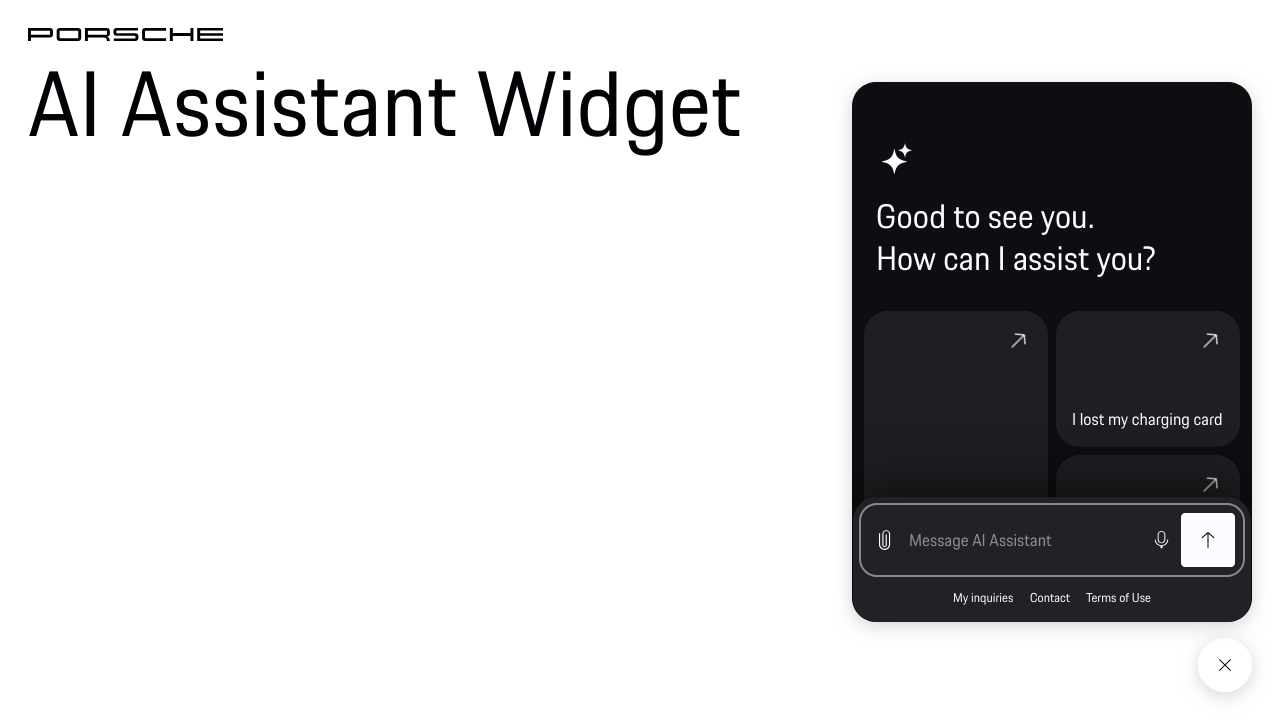 PORSCHE
AI Assistant Widget
Good to see you.
How can I assist you?
I lost my charging card
Message AI Assistant
My inquiries
Contact
Terms of Use